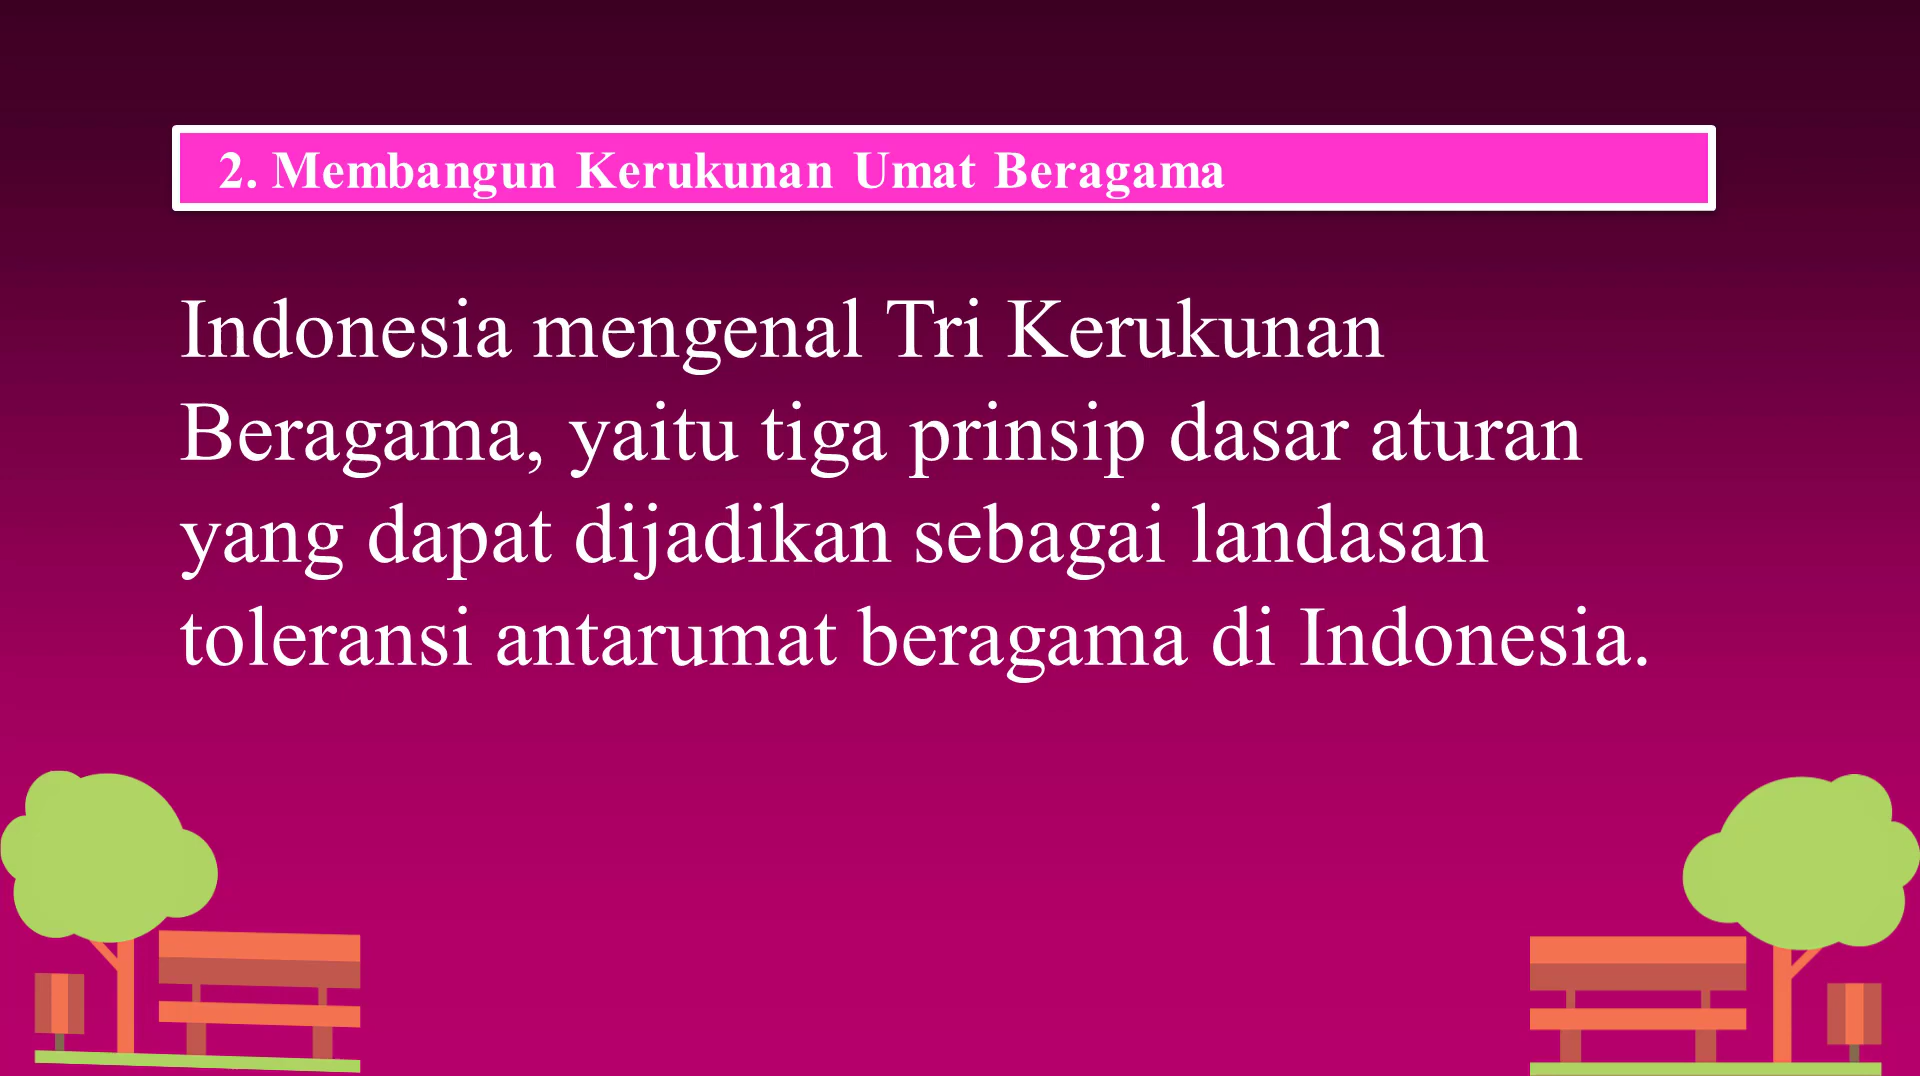 2. Membangun Kerukunan Umat Beragama
Indonesia mengenal Tri Kerukunan
Beragama, yaitu tiga prinsip dasar aturan
yang dapat dijadikan sebagai landasan
toleransi antarumat beragama di Indonesia.